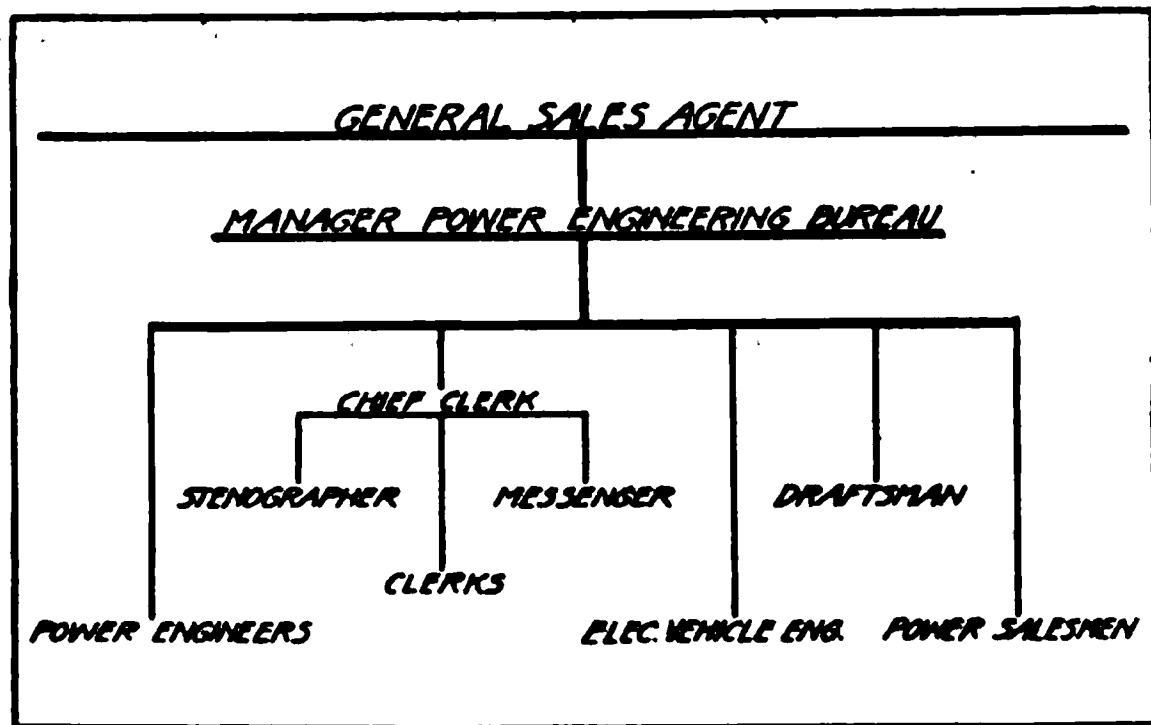 GENERAL SALES AGENT
MANAGER POWER ENGINEERING BUREAU
CHIEF CLERK
STENOGRAPHER MESSENGER DRAFTSMAN
CLERKS
POWER ENGINEERS ELEC. VEHICLE ENG. POWER SALESMEN